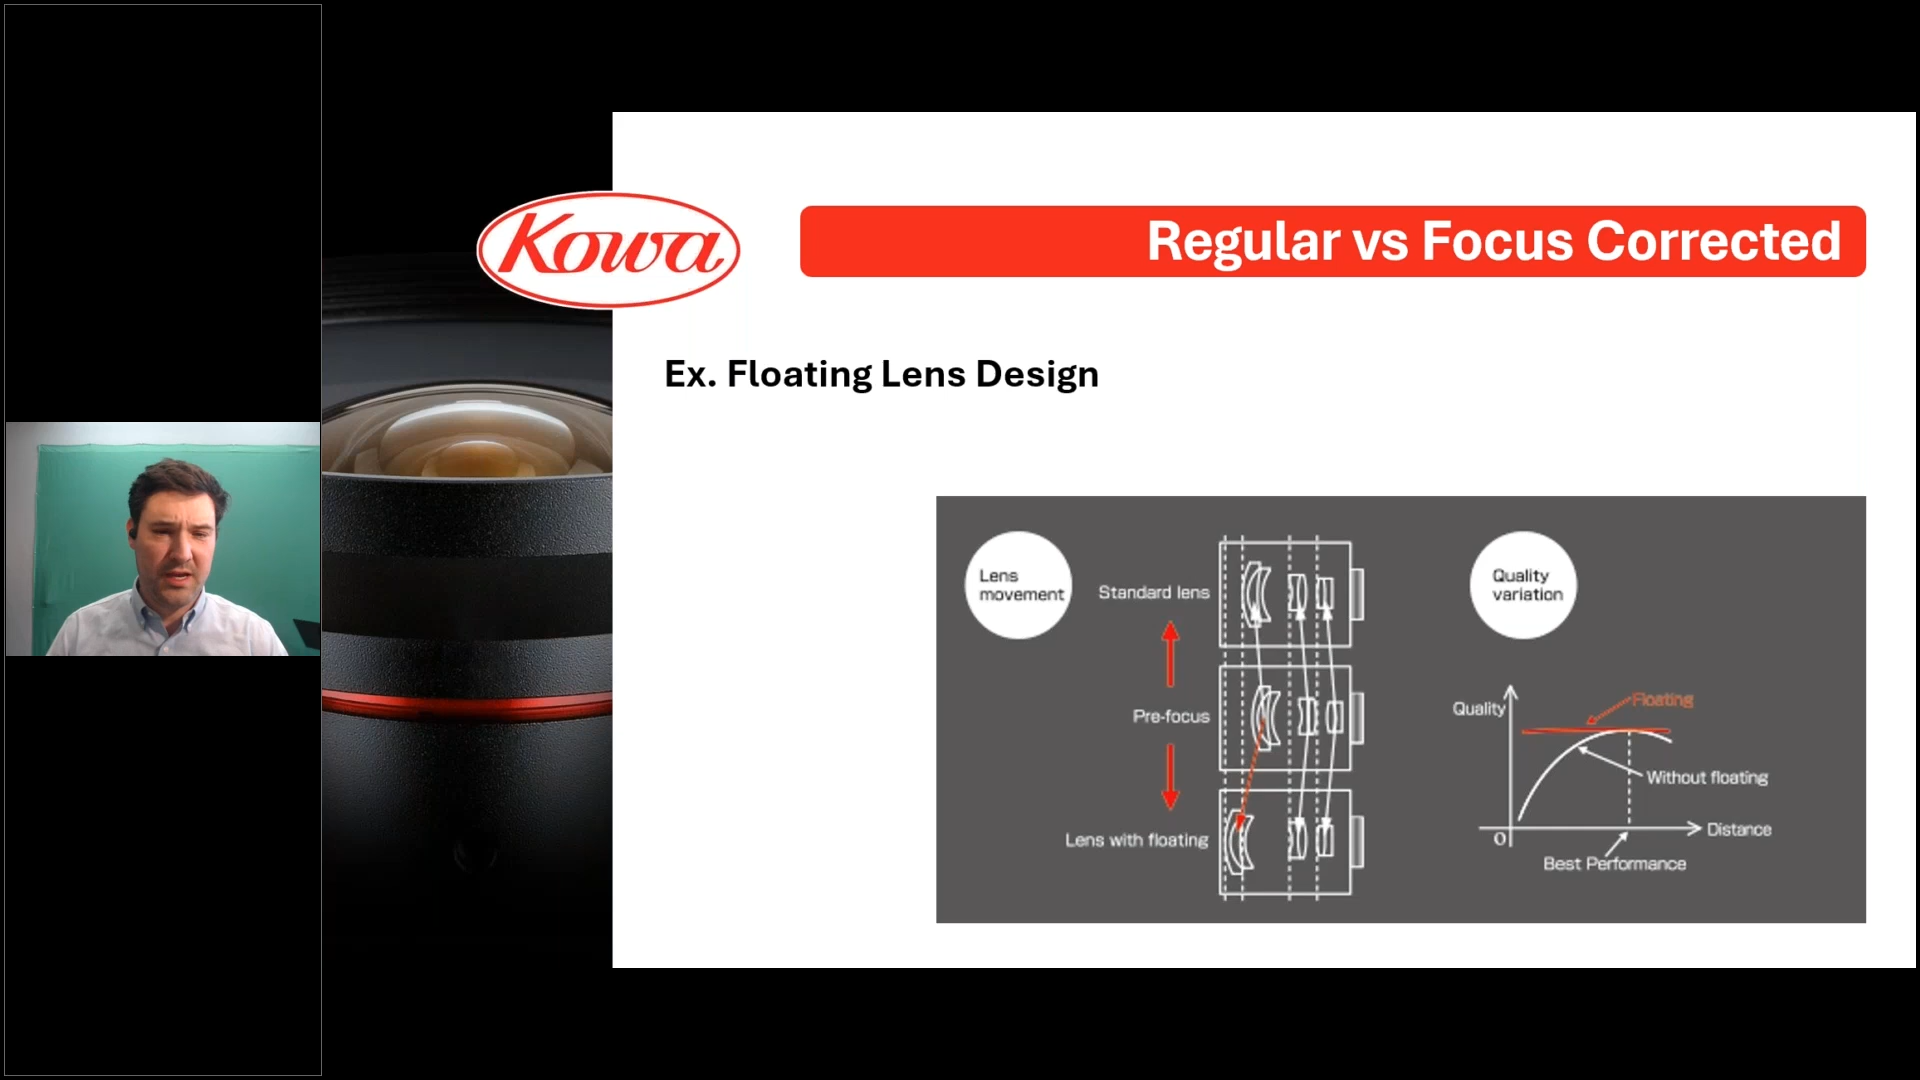 Kowa
Regular vs Focus Corrected
Ex. Floating Lens Design
Lens
movement
Standard lens
Pre-focus
Lens with floating
Quality
variation
Quality
Floating
Without floating
O
Distance
Best Performance